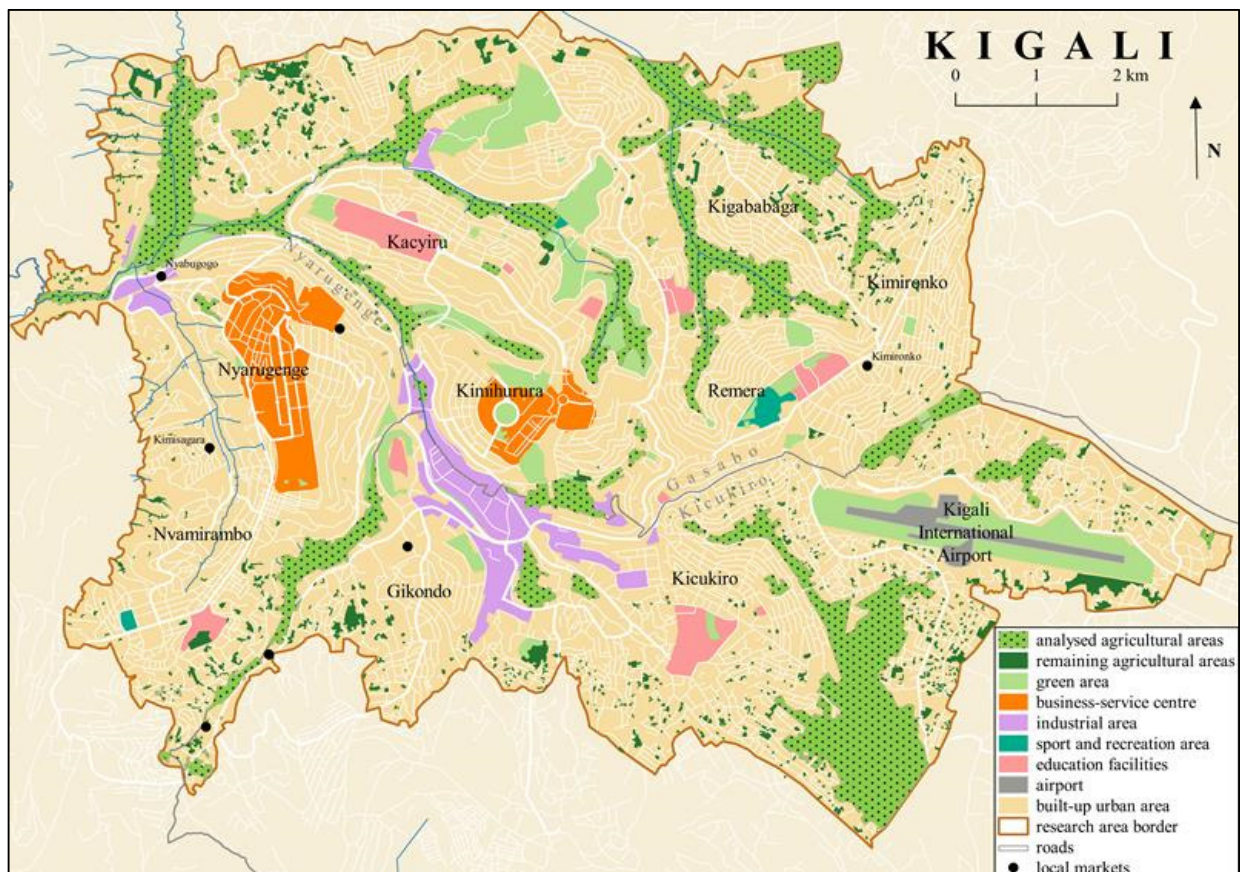 K I G A L I
0 1 2 km
N
Kigababaga
Kacyiru
Nyarugenge
Nyabugogo
Kimironko
Kimironko
Nyarugenge
Kimihurura
Remera
Kimisagara
Gasabo
Kicukiro
Kigali
International
Airport
Nvamirambo
Gikondo
Kicukiro
analysed agricultural areas
remaining agricultural areas
green area
business-service centre
industrial area
sport and recreation area
education facilities
airport
built-up urban area
research area border
roads
local markets